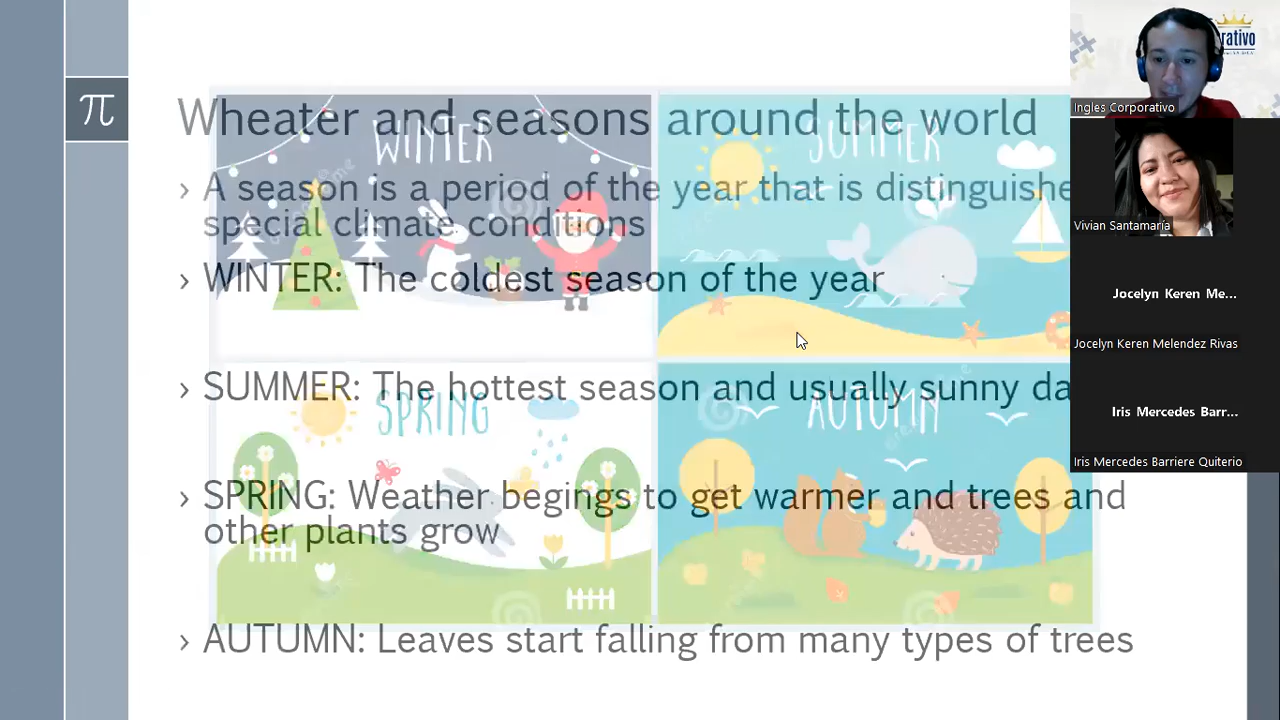 π
Wheater and seasons around the world
› A season is a period of the year that is distinguishe
special climate conditions
› WINTER: The coldest season of the year
› SUMMER: The hottest season and usually sunny da
› SPRING: Weather begings to get warmer and trees and
other plants grow
› AUTUMN: Leaves start falling from many types of trees
WINTER
SUMMER
SPRING
AUTUMN
rativo
Ingles Corporativo
Vivian Santamaría
Jocelyn Keren Me...
Jocelyn Keren Melendez Rivas
Iris Mercedes Barr...
Iris Mercedes Barriere Quiterio